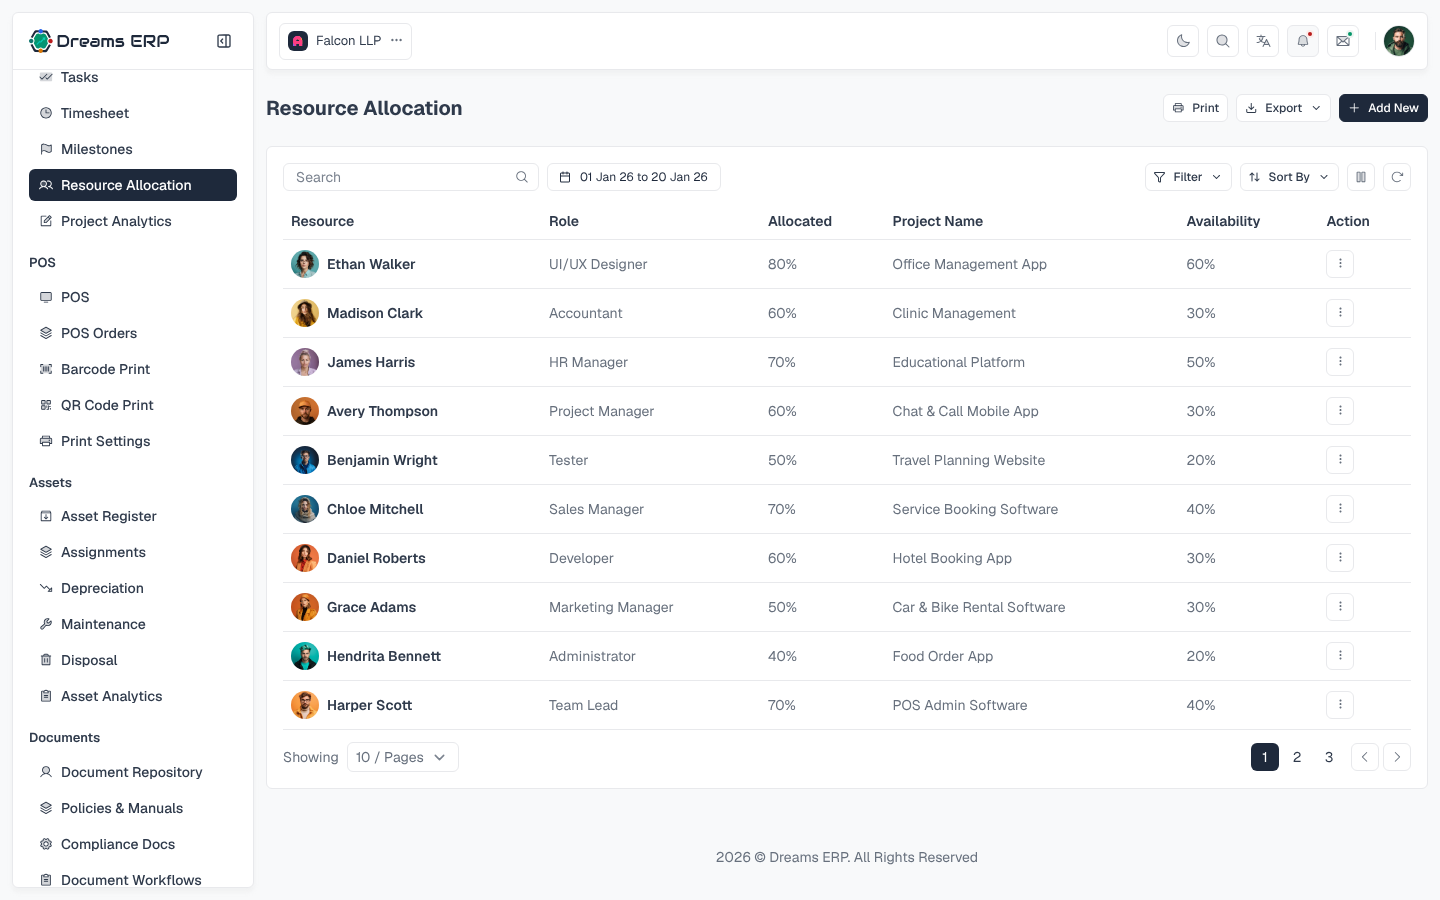 Dreams ERP
Tasks
Timesheet
Milestones
Resource Allocation
Project Analytics
POS
POS
POS Orders
Barcode Print
QR Code Print
Print Settings
Assets
Asset Register
Assignments
Depreciation
Maintenance
Disposal
Asset Analytics
Documents
Document Repository
Policies & Manuals
Compliance Docs
Document Workflows
Falcon LLP
Resource Allocation
Print
Export
Add New
Search
01 Jan 26 to 20 Jan 26
Filter
Sort By
Resource Role Allocated Project Name Availability Action
Ethan Walker UI/UX Designer 80% Office Management App 60%
Madison Clark Accountant 60% Clinic Management 30%
James Harris HR Manager 70% Educational Platform 50%
Avery Thompson Project Manager 60% Chat & Call Mobile App 30%
Benjamin Wright Tester 50% Travel Planning Website 20%
Chloe Mitchell Sales Manager 70% Service Booking Software 40%
Daniel Roberts Developer 60% Hotel Booking App 30%
Grace Adams Marketing Manager 50% Car & Bike Rental Software 30%
Hendrita Bennett Administrator 40% Food Order App 20%
Harper Scott Team Lead 70% POS Admin Software 40%
Showing 10 / Pages
1 2 3
2026 © Dreams ERP. All Rights Reserved